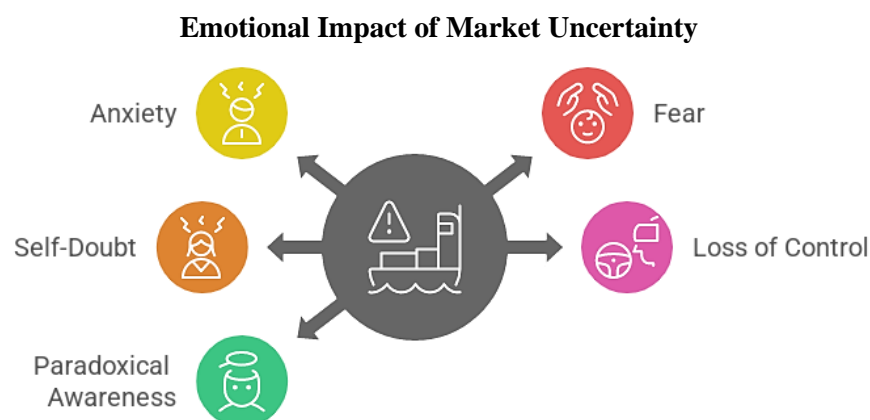 Emotional Impact of Market Uncertainty
Anxiety
Fear
Self-Doubt
Loss of Control
Paradoxical
Awareness